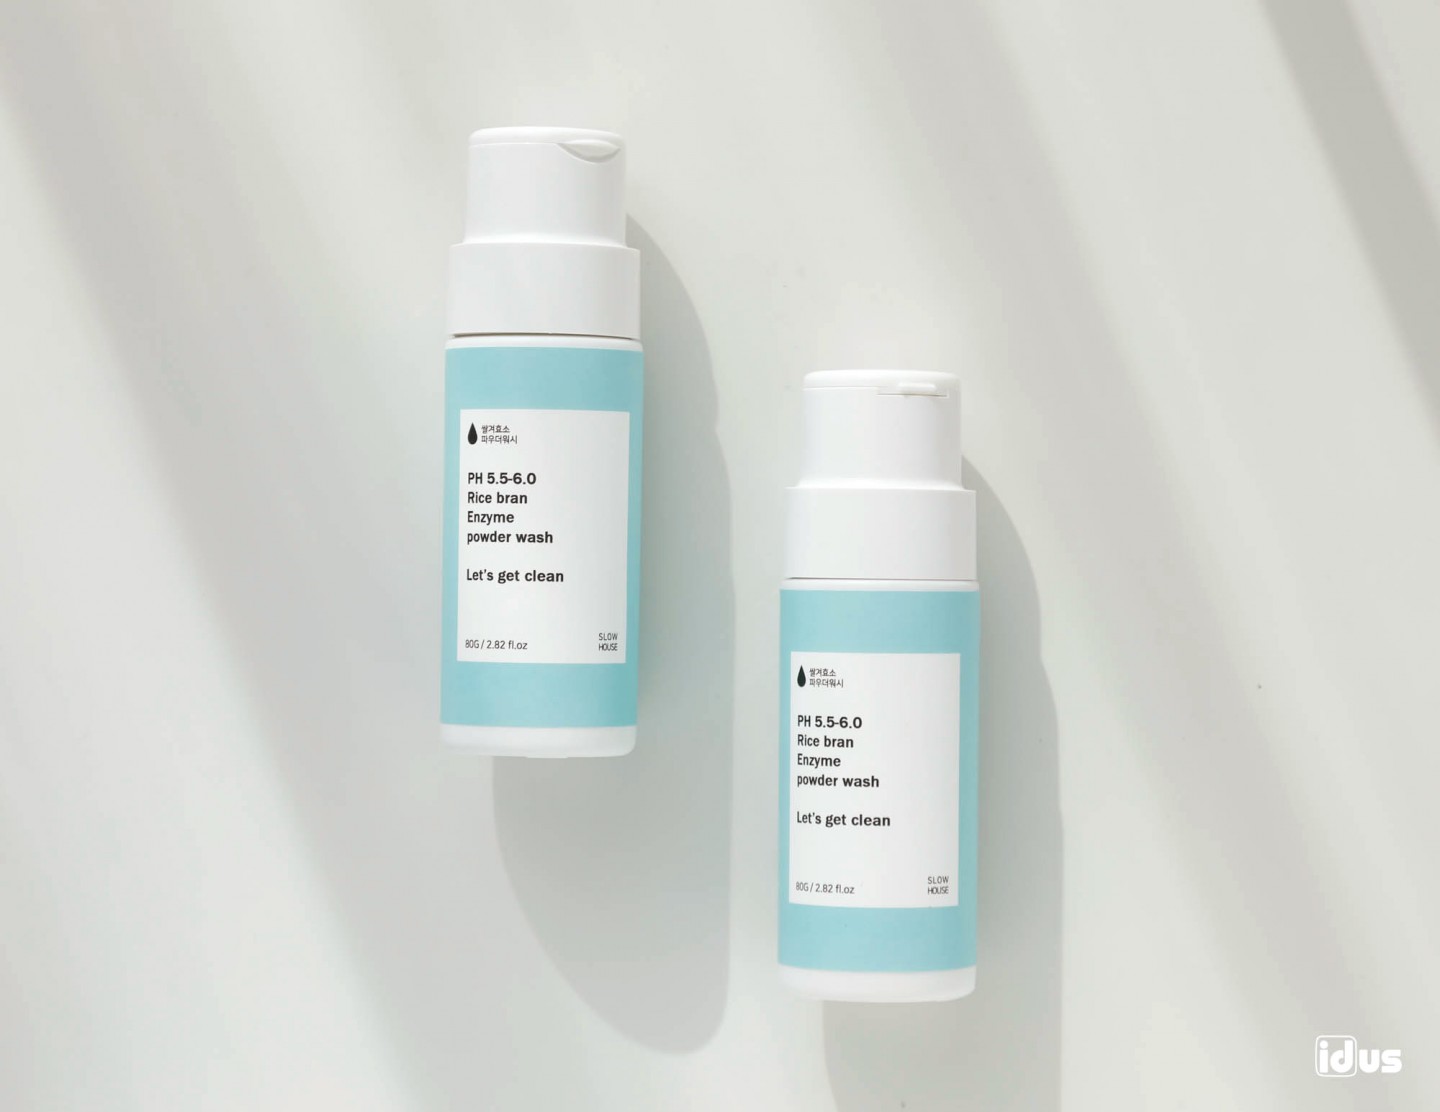 쌀겨효소
파우더워시
PH 5.5-6.0
Rice bran
Enzyme
powder wash
Let's get clean
80G / 2.82 fl.oz
SLOW
HOUSE
쌀겨효소
파우더워시
PH 5.5-6.0
Rice bran
Enzyme
powder wash
Let's get clean
80G / 2.82 fl.oz
SLOW
HOUSE
idus